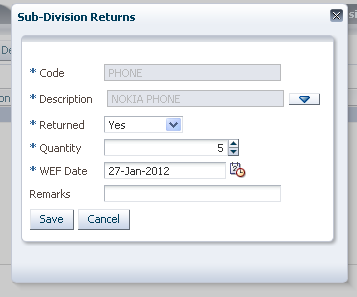 Sub-Division Returns
* Code PHONE
* Description NOKIA PHONE
* Returned Yes
* Quantity 5
* WEF Date 27-Jan-2012
Remarks
Save Cancel